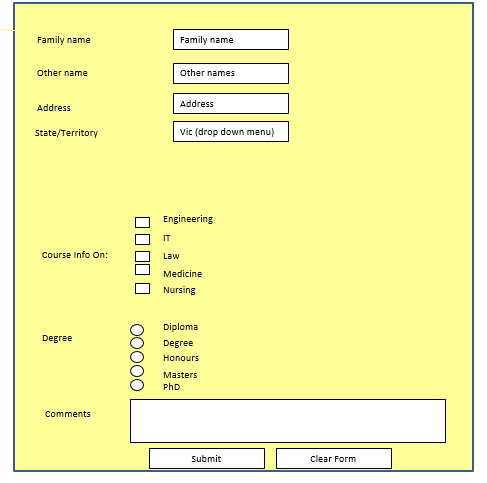 Family name Family name
Other name Other names
Address Address
State/Territory Vic (drop down menu)
Engineering
IT
Course Info On: Law
Medicine
Nursing
Diploma
Degree Degree
Honours
Masters
PhD
Comments
Submit Clear Form